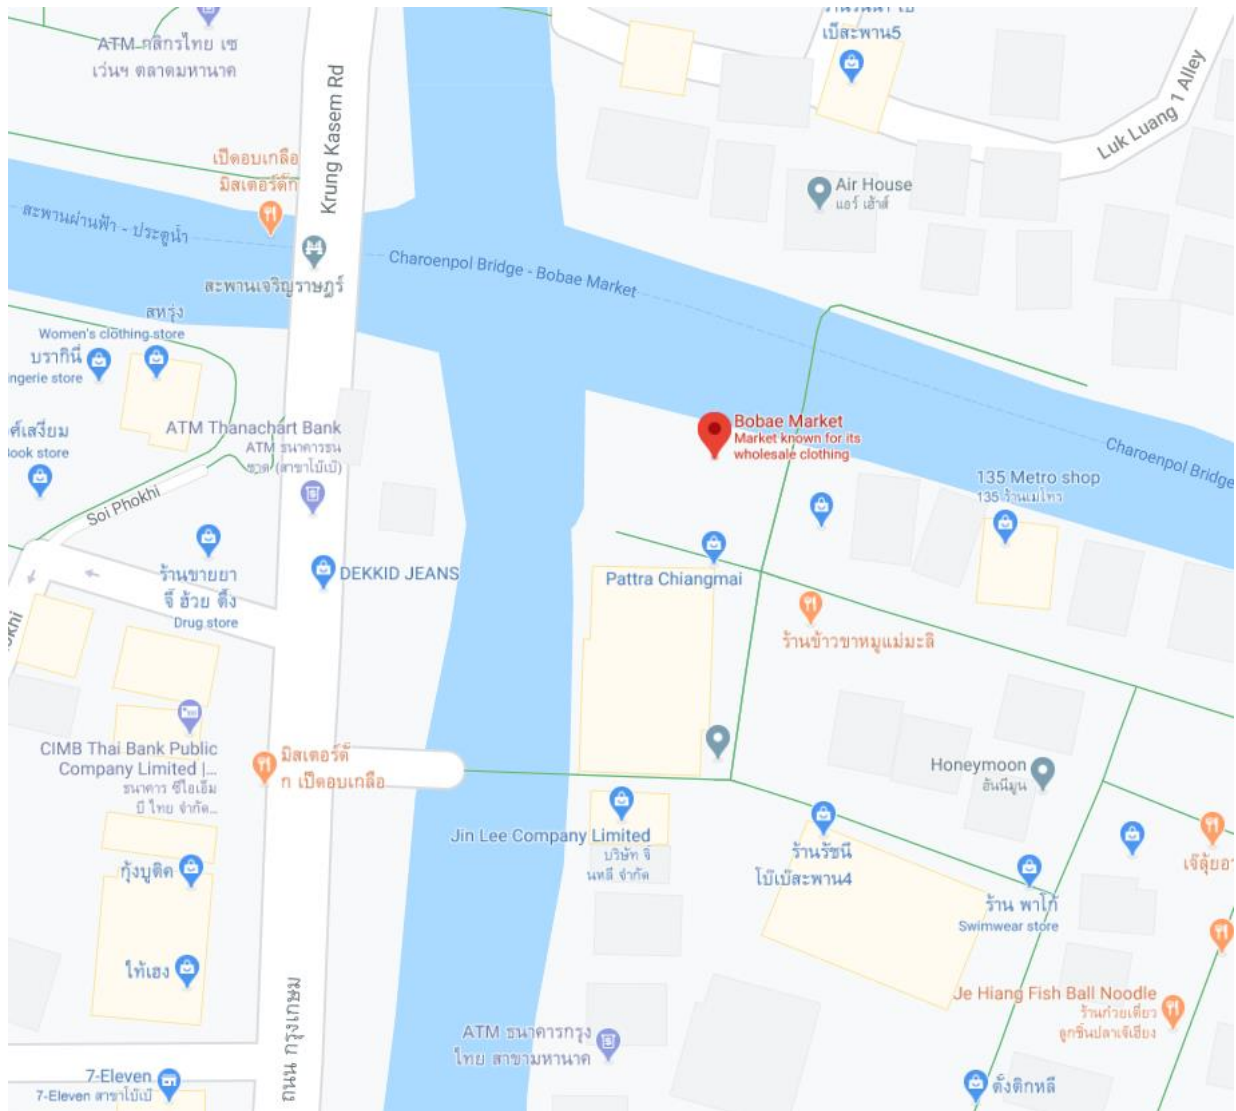 ATM กสิกรไทย เซ
เว่นฯ ตลาดมหานาค
เบ๊สะพาน5
Krung Kasem Rd
Luk Luang 1 Alley
เป็ดอบเกลือ
มิสเตอร์ดั๊ก
Air House
แอร์ เฮ้าส์
สะพานผ่านฟ้า - ประตูน้ำ
Charoenpol Bridge - Bobae Market
สะพานเจริญราษฎร์
สหรุ่ง
Women's clothing store
บรากินี่
ingerie store
Bobae Market
Market known for its
wholesale clothing
ATM Thanachart Bank
ATM ธนาคารธน
ชาต (สาขาโบ๊เบ๊)
ค์เสงี่ยม
Book store
Charoenpol Bridge
135 Metro shop
135 ร้านเมโทร
Soi Phokhi
ร้านขายยา
จี้ ฮ้วย ตึ๊ง
Drug store
DEKKID JEANS
Pattra Chiangmai
ร้านข้าวขาหมูแม่มะลิ
okhi
CIMB Thai Bank Public
Company Limited |...
ธนาคาร ซีไอเอ็ม
บี ไทย จำกัด...
มิสเตอร์ดั๊
ก เป็ดอบเกลือ
Honeymoon
ฮันนีมูน
Jin Lee Company Limited
บริษัท จิ
นหลี จำกัด
ร้านรัชนี
โบ๊เบ๊สะพาน4
เจ๊ลุ้ยอา
กุ้งบูติค
ร้าน พาโก้
Swimwear store
ไท้เฮง
Je Hiang Fish Ball Noodle
ร้านก๋วยเตี๋ยว
ลูกชิ้นปลาเจ๊เฮียง
ถนน กรุงเกษม
ATM ธนาคารกรุง
ไทย สาขามหานาค
7-Eleven
7-Eleven สาขาโบ๊เบ๊
ตั้งติกหลี